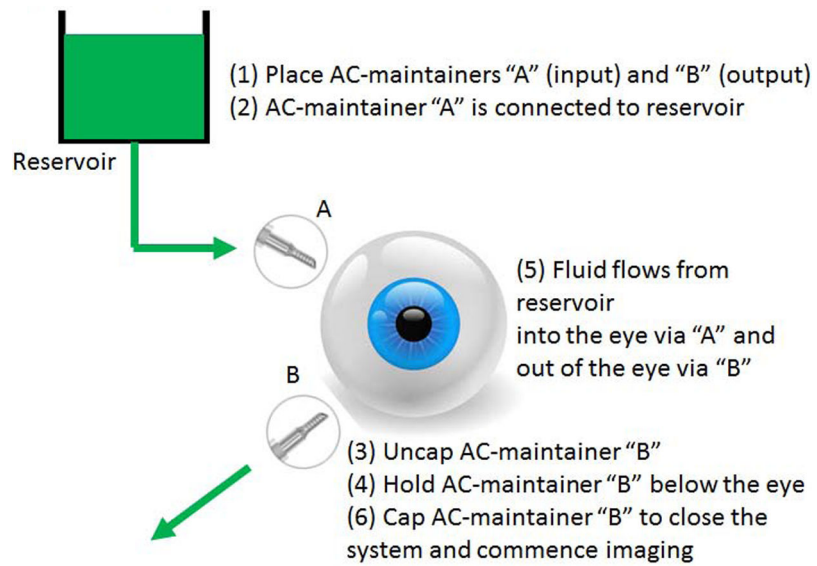 (1) Place AC-maintainers “A” (input) and “B” (output)
(2) AC-maintainer “A” is connected to reservoir
Reservoir
A
(5) Fluid flows from
reservoir
into the eye via “A” and
out of the eye via “B”
B
(3) Uncap AC-maintainer “B”
(4) Hold AC-maintainer “B” below the eye
(6) Cap AC-maintainer “B” to close the
system and commence imaging